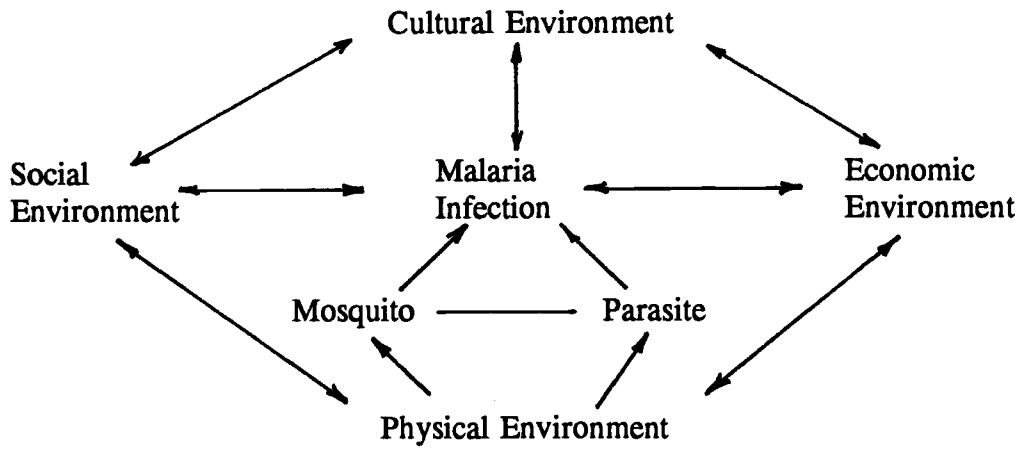 Cultural Environment
Social
Environment
Malaria
Infection
Economic
Environment
Mosquito
Parasite
Physical Environment